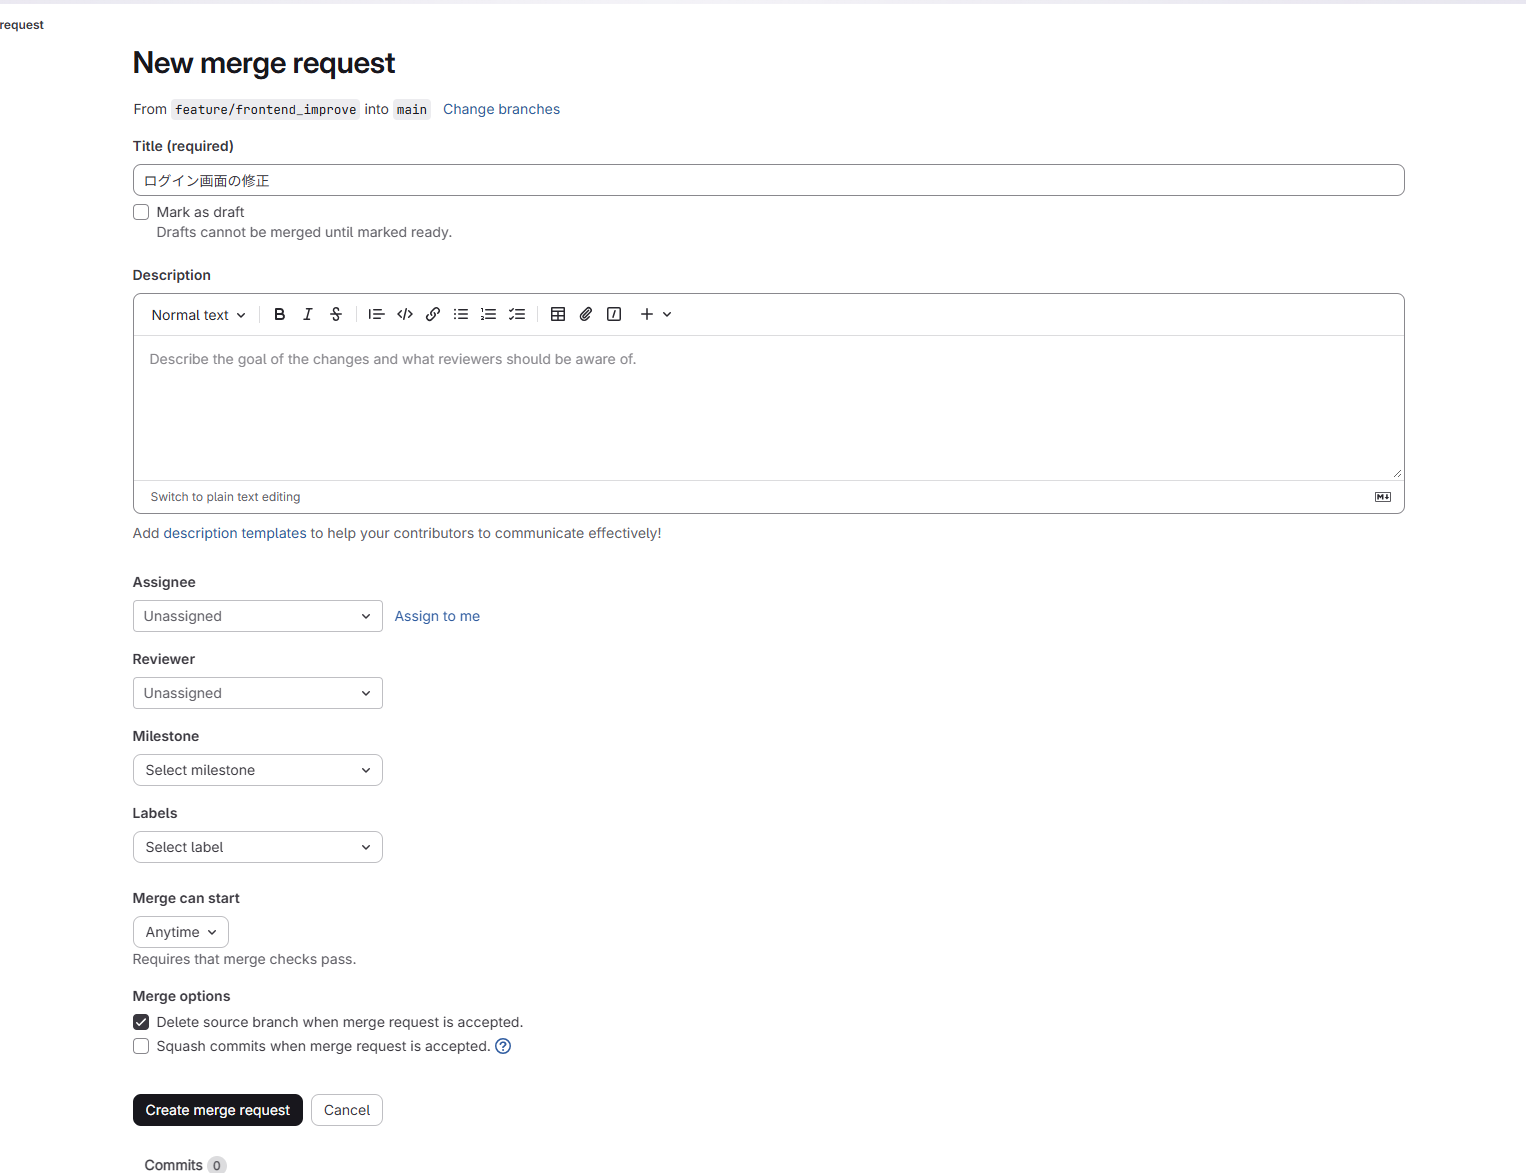 request
New merge request
From feature/frontend_improve into main Change branches
Title (required)
ログイン画面の修正
Mark as draft
Drafts cannot be merged until marked ready.
Description
Normal text
Describe the goal of the changes and what reviewers should be aware of.
Switch to plain text editing
Add description templates to help your contributors to communicate effectively!
Assignee
Unassigned Assign to me
Reviewer
Unassigned
Milestone
Select milestone
Labels
Select label
Merge can start
Anytime
Requires that merge checks pass.
Merge options
Delete source branch when merge request is accepted.
Squash commits when merge request is accepted.
Create merge request Cancel
Commits 0